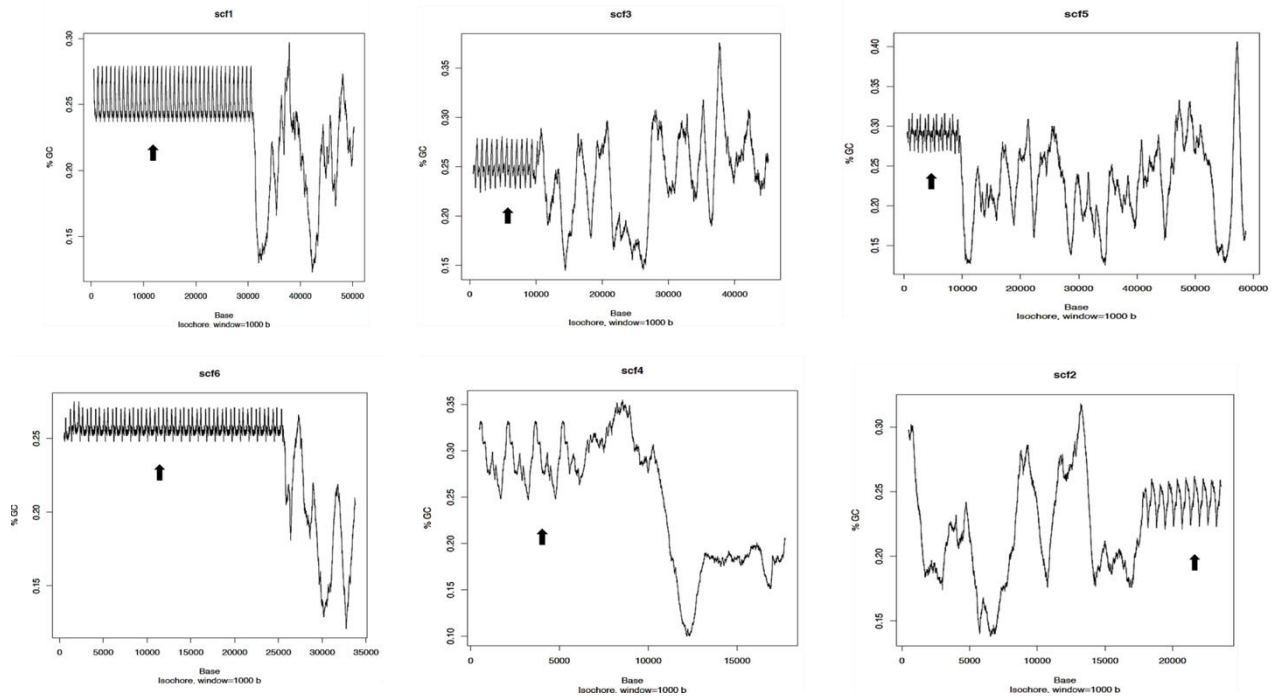 scf1
% GC
0.30
0.25
0.20
0.15
0 10000 20000 30000 40000 50000
Base
Isochore, window=1000 b
scf3
% GC
0.35
0.30
0.25
0.20
0.15
0 10000 20000 30000 40000
Base
Isochore, window=1000 b
scf5
% GC
0.40
0.35
0.30
0.25
0.20
0.15
0 10000 20000 30000 40000 50000 60000
Base
Isochore, window=1000 b
scf6
% GC
0.25
0.20
0.15
0 5000 10000 15000 20000 25000 30000 35000
Base
Isochore, window=1000 b
scf4
% GC
0.35
0.30
0.25
0.20
0.15
0.10
0 5000 10000 15000
Base
Isochore, window=1000 b
scf2
% GC
0.30
0.25
0.20
0.15
0 5000 10000 15000 20000
Base
Isochore, window=1000 b